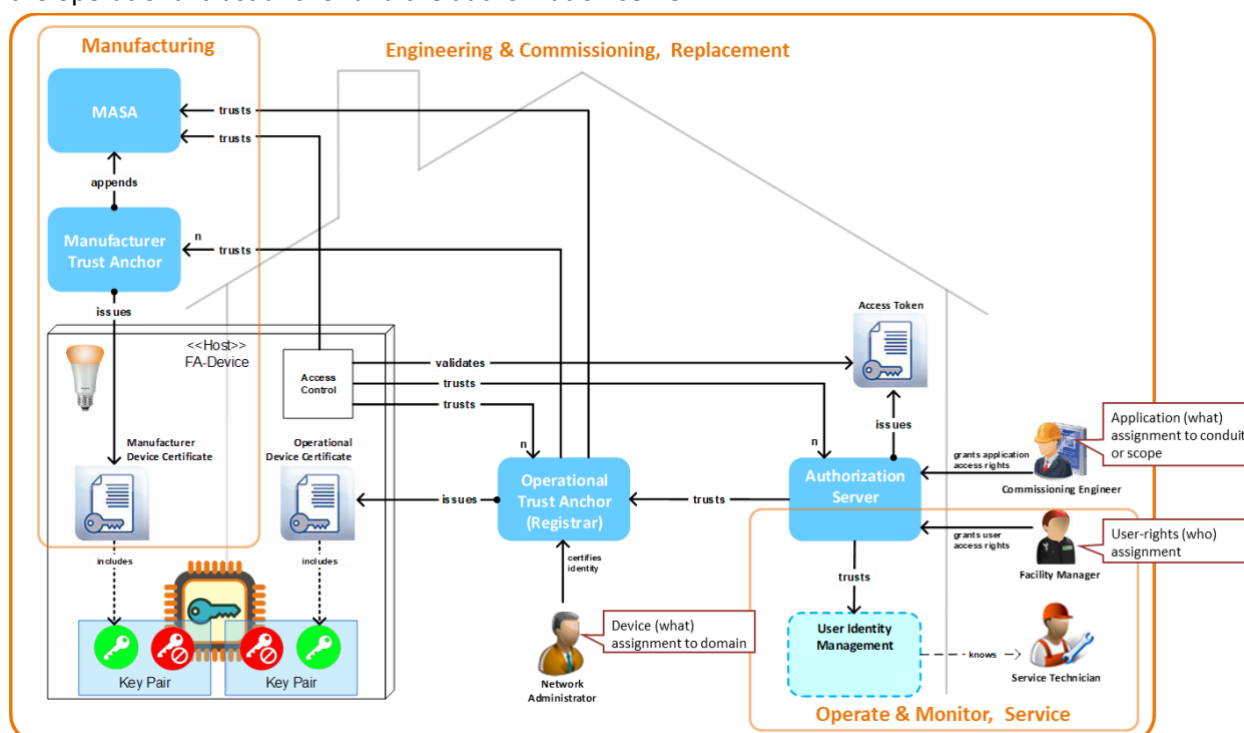 Manufacturing
Engineering & Commissioning, Replacement
MASA
trusts
trusts
appends
Manufacturer
Trust Anchor
n
trusts
issues
<<Host>>
FA-Device
Access
Control
validates
trusts
trusts
n
n
Access Token
issues
Manufacturer
Device Certificate
Operational
Device Certificate
issues
Operational
Trust Anchor
(Registrar)
trusts
Authorization
Server
grants application
access rights
Commissioning Engineer
Application (what)
assignment to conduit
or scope
grants user
access rights
Facility Manager
User-rights (who)
assignment
includes
includes
certifies
identity
trusts
Key Pair
Key Pair
Network
Administrator
Device (what)
assignment to domain
User Identity
Management
knows
Service Technician
Operate & Monitor, Service